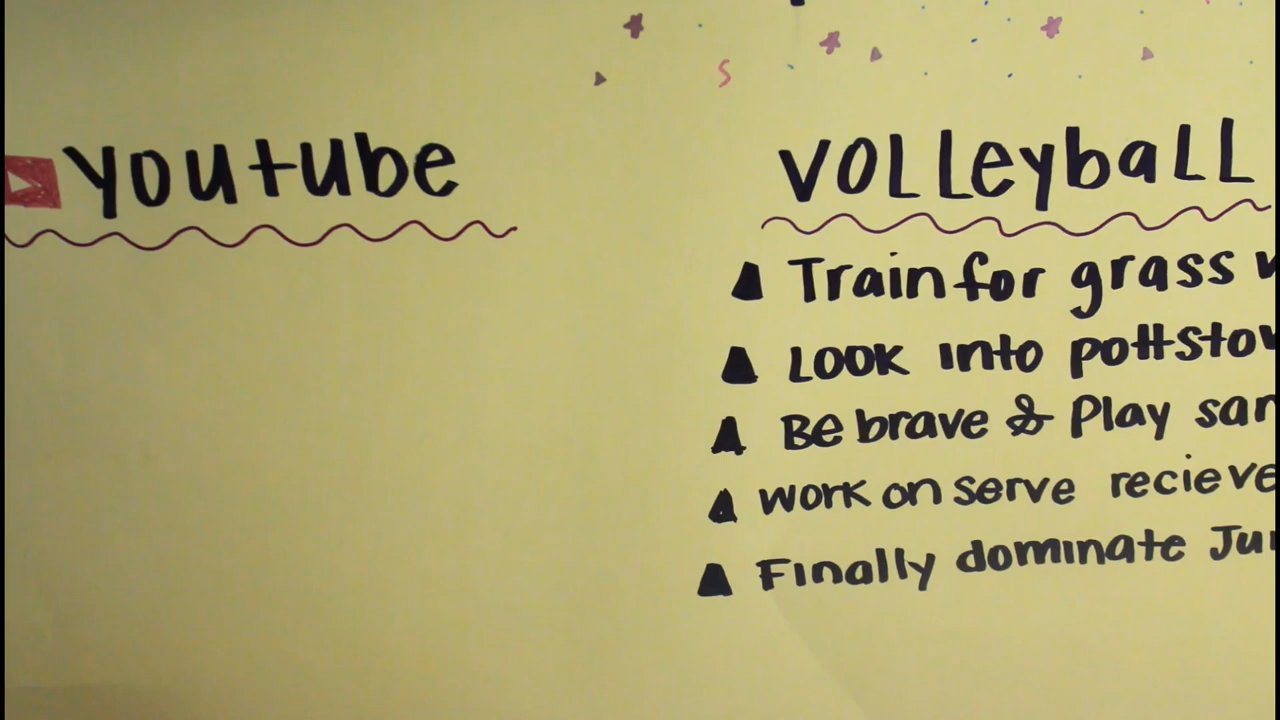 Youtube
VOLLeybaLL
Train for grass
Look into pottstow
Be brave & Play san
work on serve recieve
Finally dominate Ju